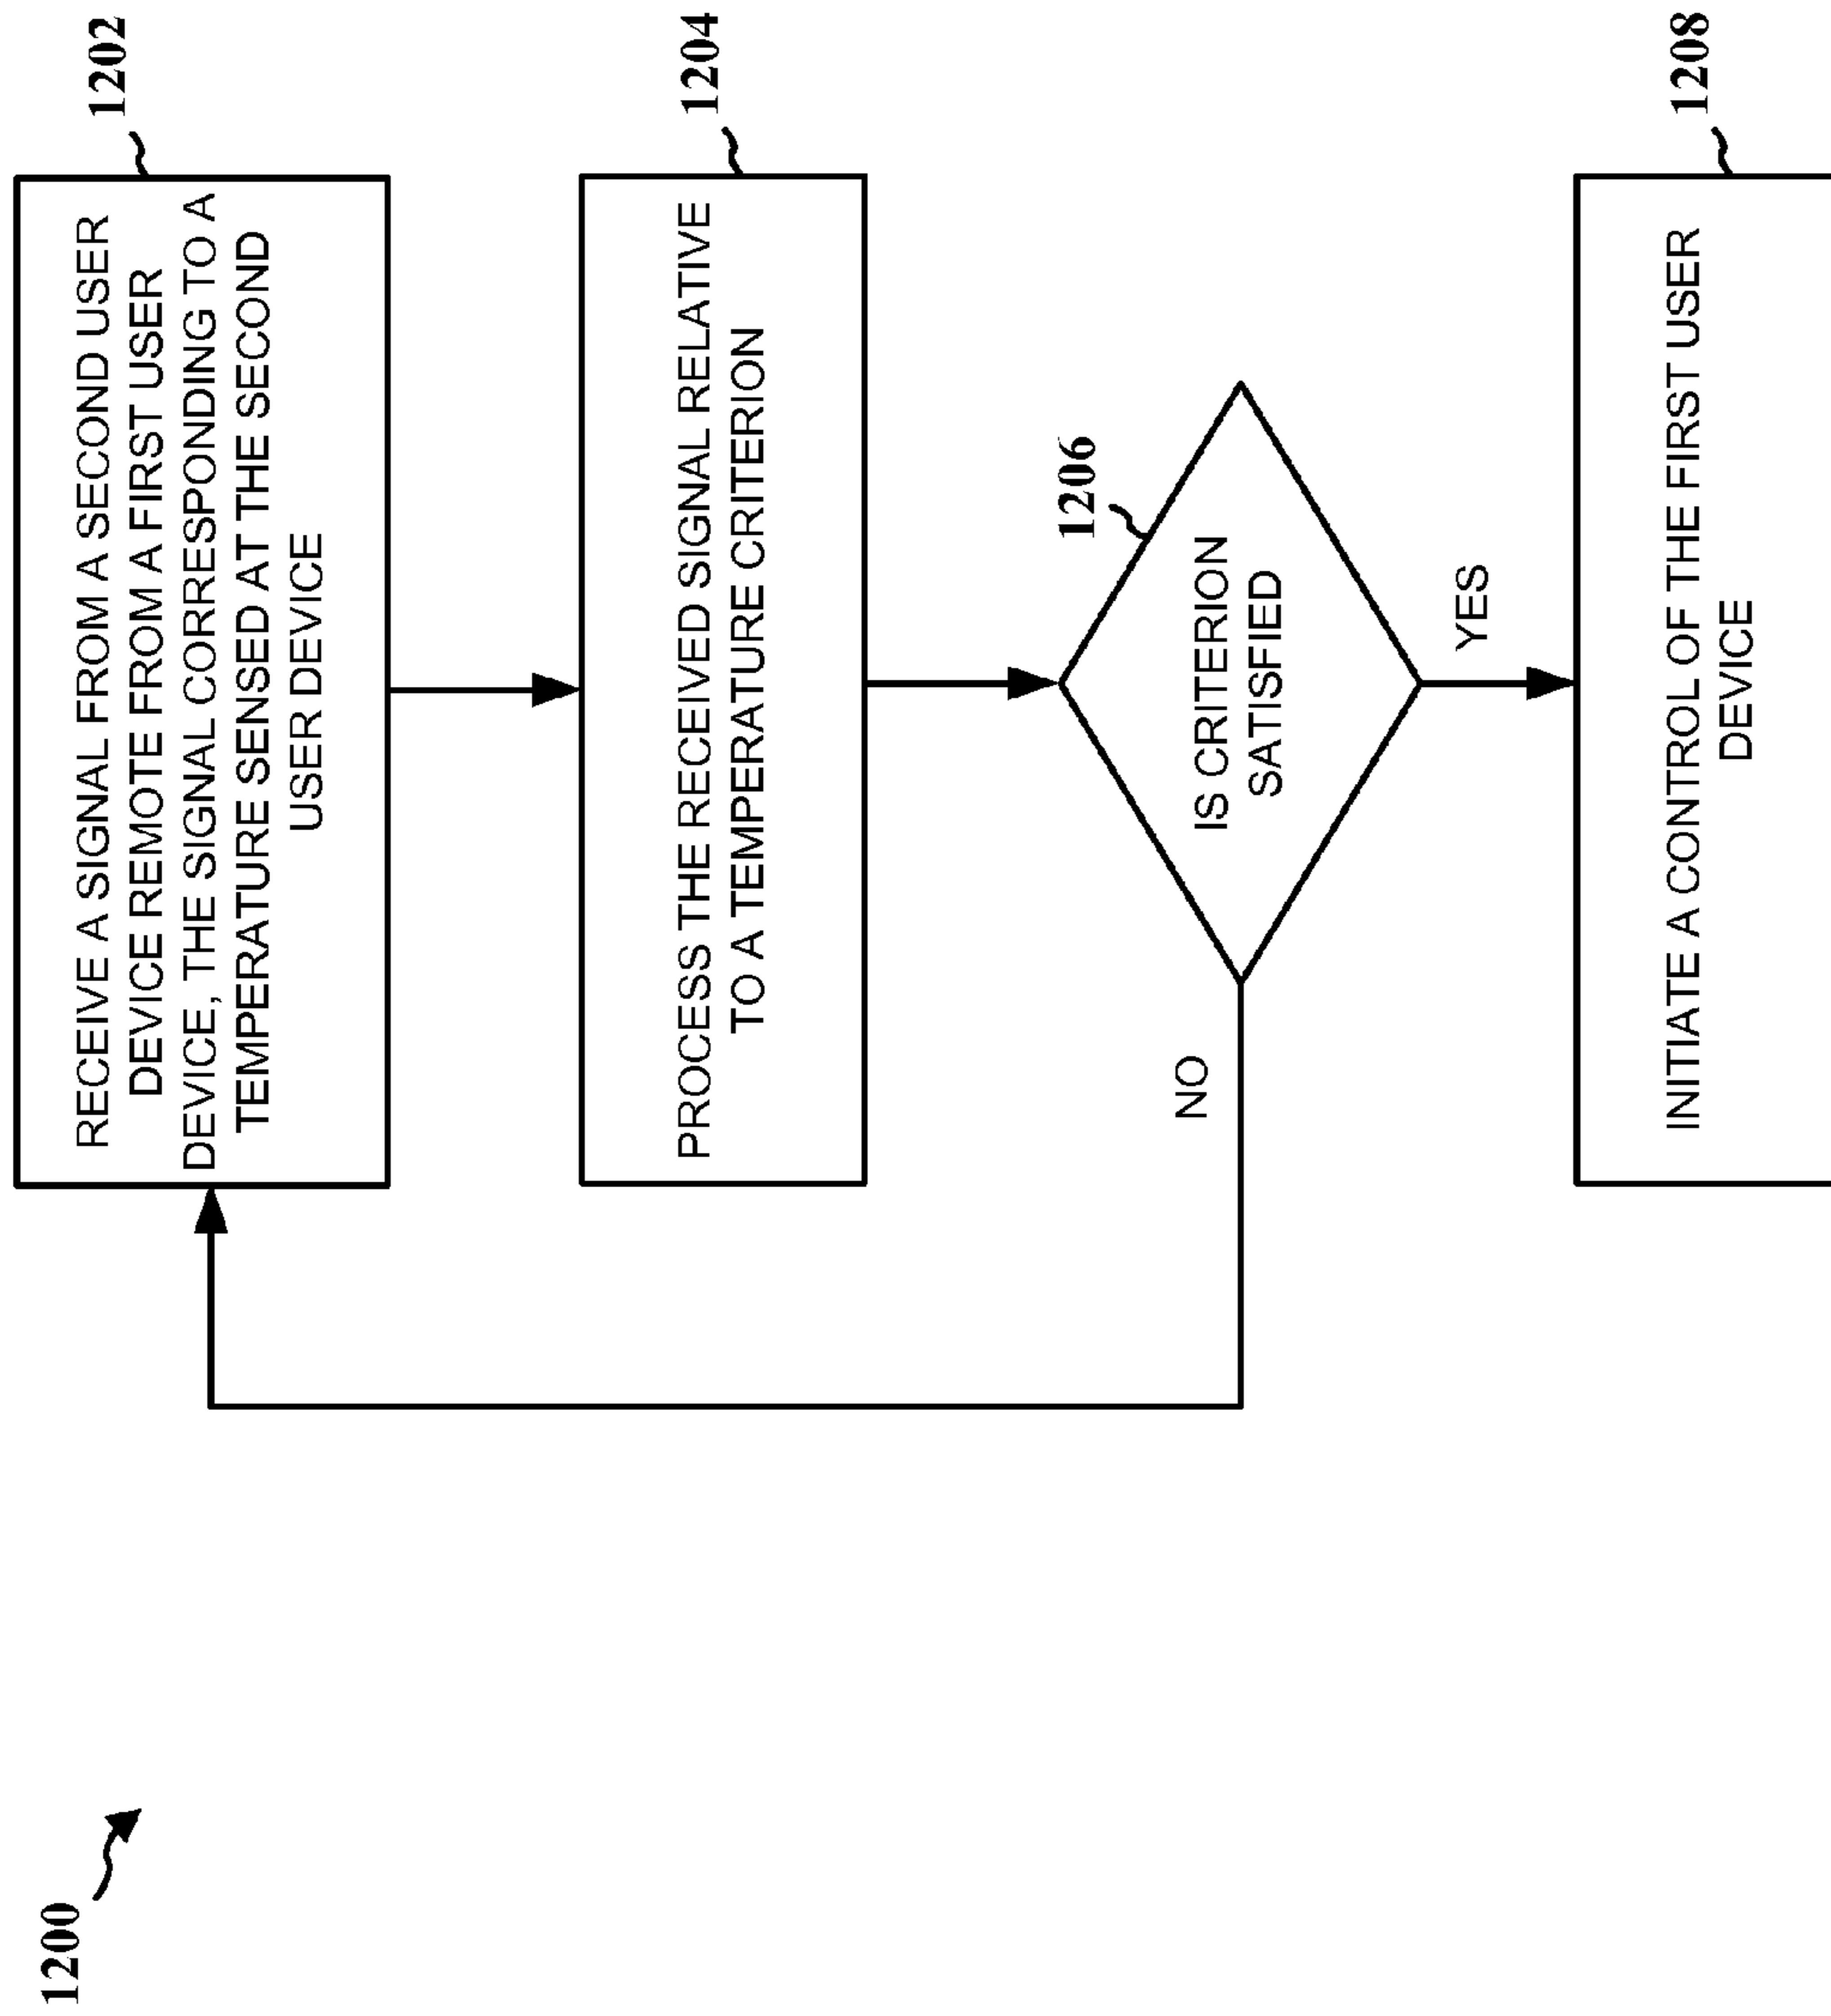 1200
1202
RECEIVE A SIGNAL FROM A SECOND USER
DEVICE REMOTE FROM A FIRST USER
DEVICE, THE SIGNAL CORRESPONDING TO A
TEMPERATURE SENSED AT THE SECOND
USER DEVICE
1204
PROCESS THE RECEIVED SIGNAL RELATIVE
TO A TEMPERATURE CRITERION
1206
IS CRITERION
SATISFIED
NO
YES
1208
INITIATE A CONTROL OF THE FIRST USER
DEVICE